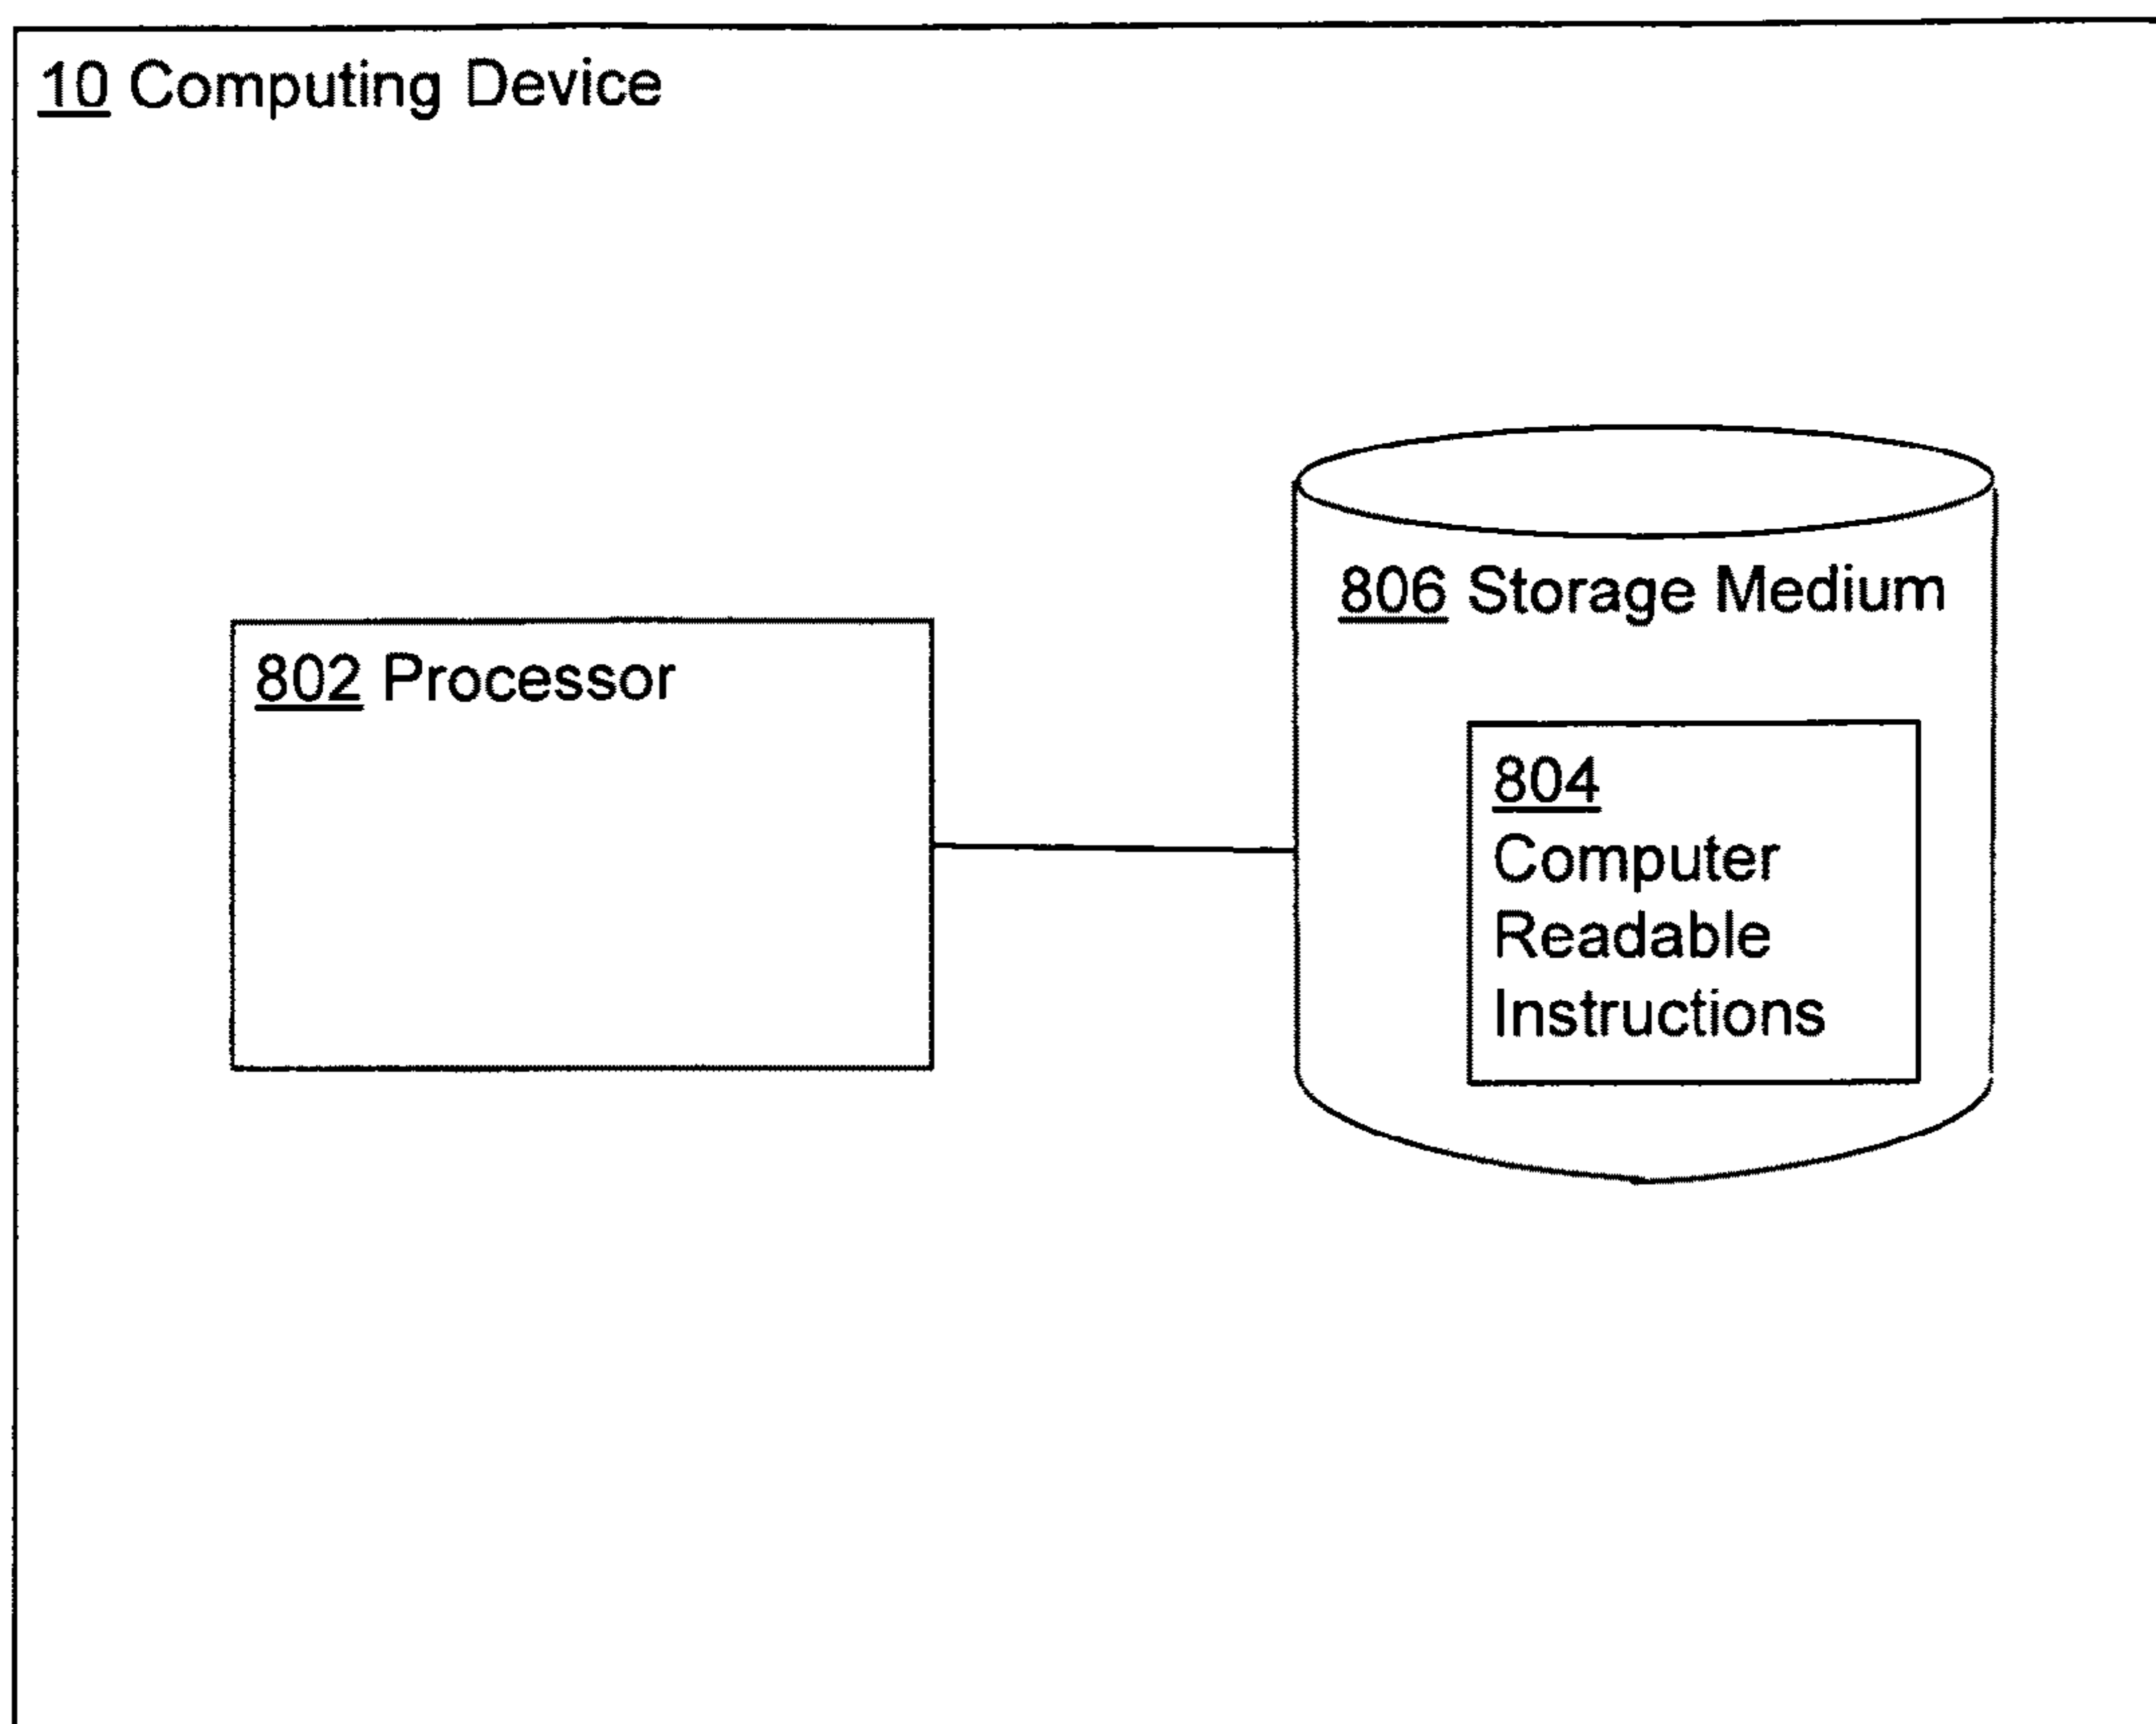 10 Computing Device
806 Storage Medium
802 Processor
804
Computer
Readable
Instructions